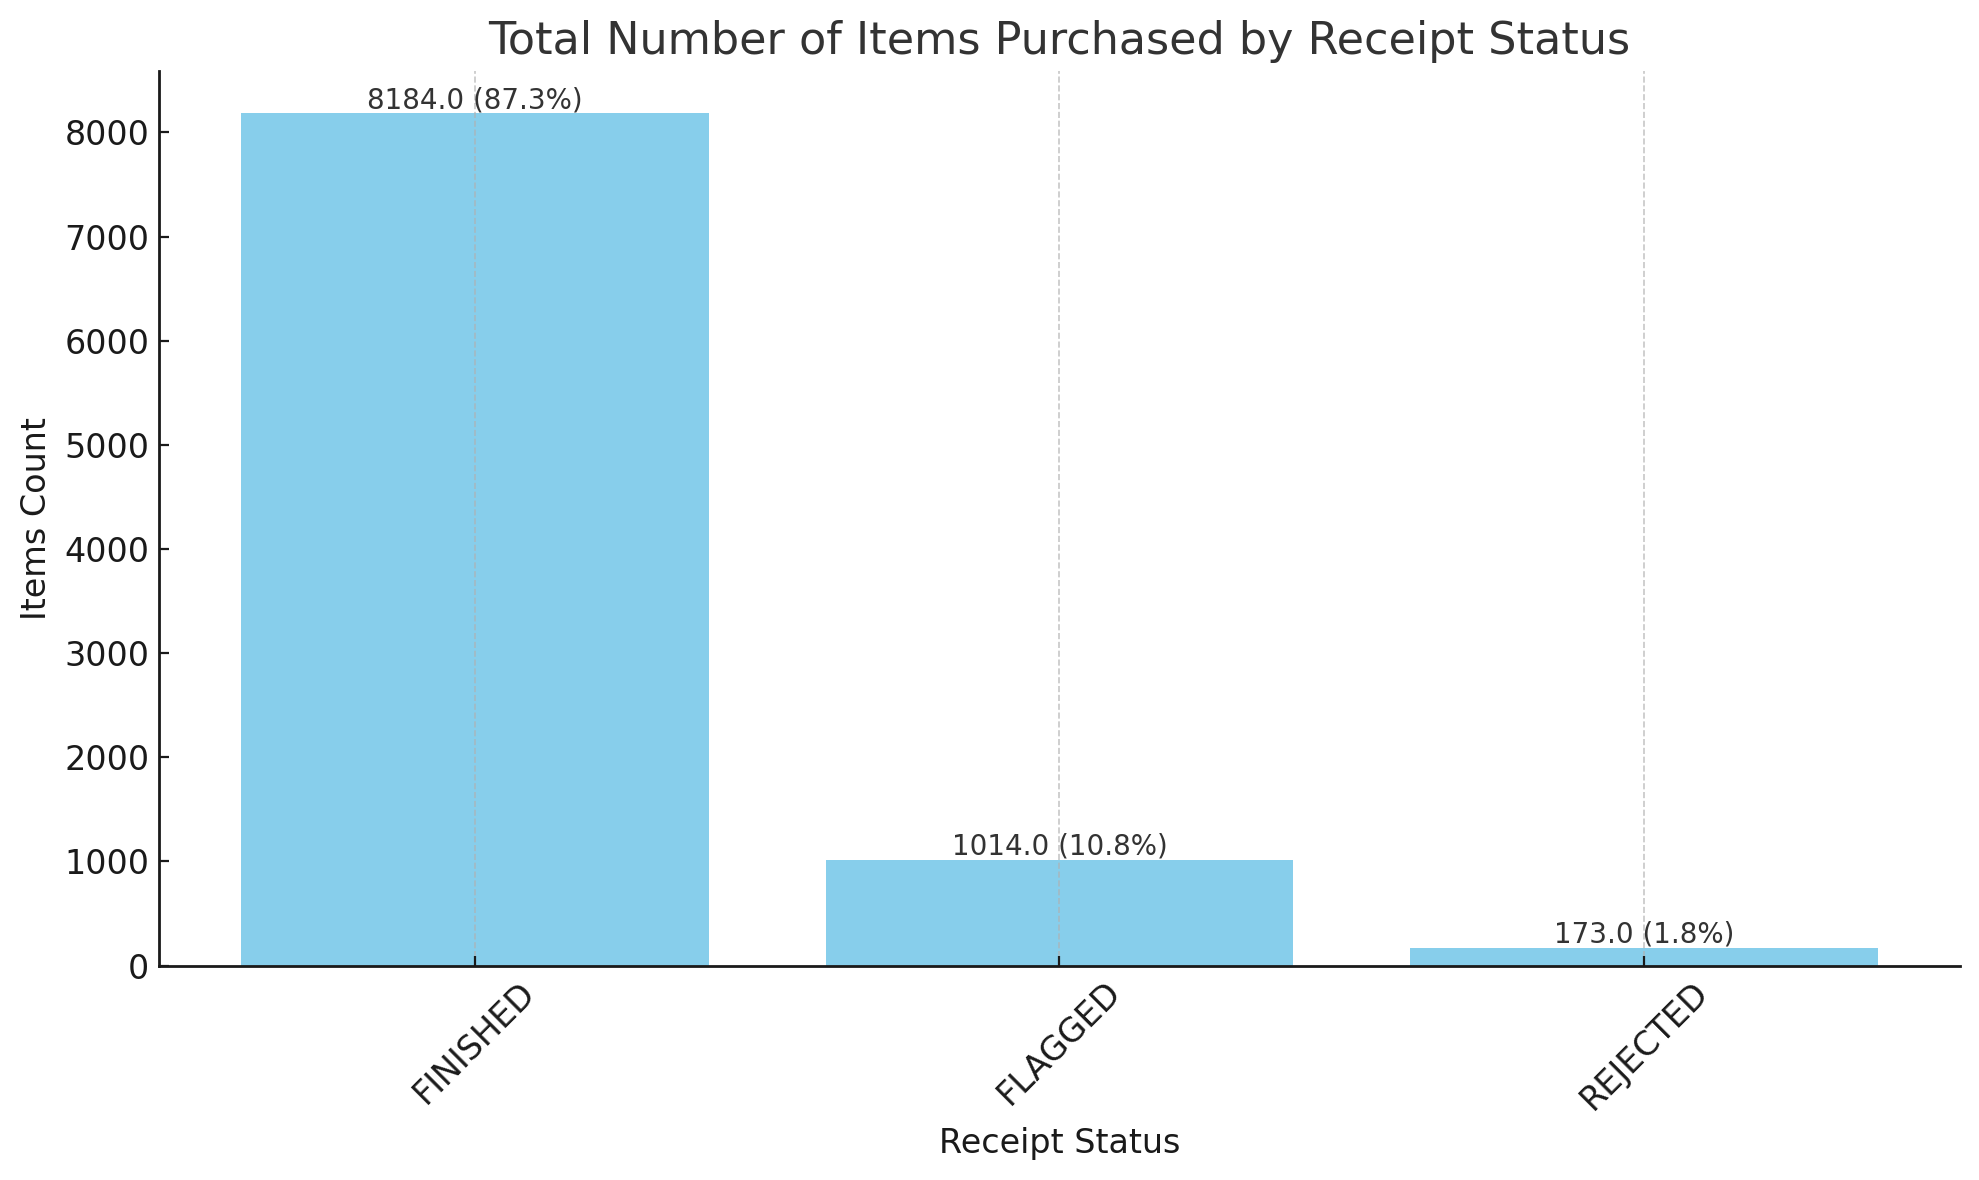 Total Number of Items Purchased by Receipt Status
8184.0 (87.3%)
1014.0 (10.8%)
173.0 (1.8%)
8000
7000
6000
5000
4000
3000
2000
1000
0
Items Count
FINISHED
FLAGGED
REJECTED
Receipt Status